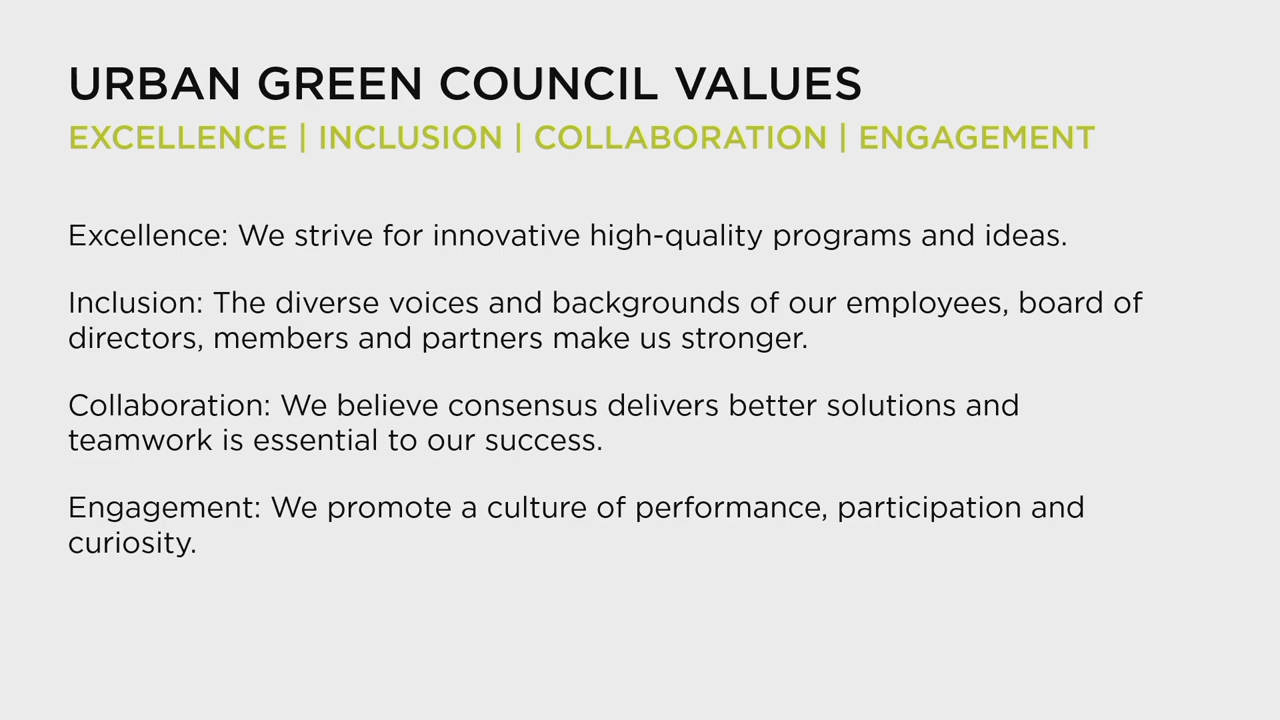 URBAN GREEN COUNCIL VALUES
EXCELLENCE | INCLUSION | COLLABORATION | ENGAGEMENT
Excellence: We strive for innovative high-quality programs and ideas.
Inclusion: The diverse voices and backgrounds of our employees, board of
directors, members and partners make us stronger.
Collaboration: We believe consensus delivers better solutions and
teamwork is essential to our success.
Engagement: We promote a culture of performance, participation and
curiosity.